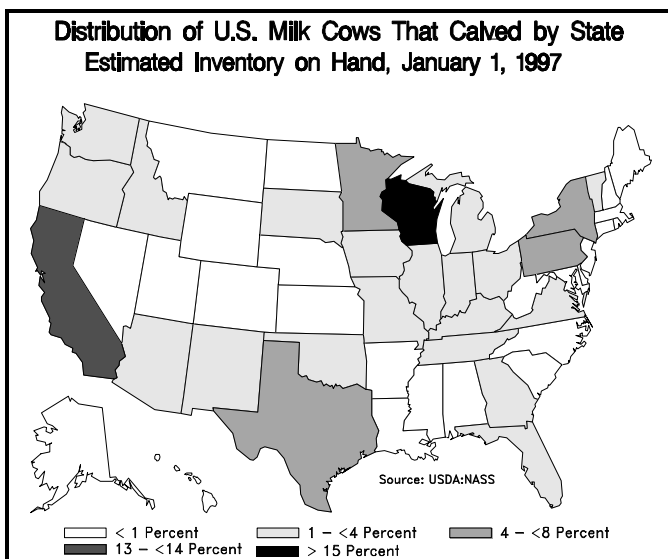 Distribution of U.S. Milk Cows That Calved by State
Estimated Inventory on Hand, January 1, 1997
Source: USDA:NASS
< 1 Percent
1 - <4 Percent
4 - <8 Percent
13 - <14 Percent
> 15 Percent